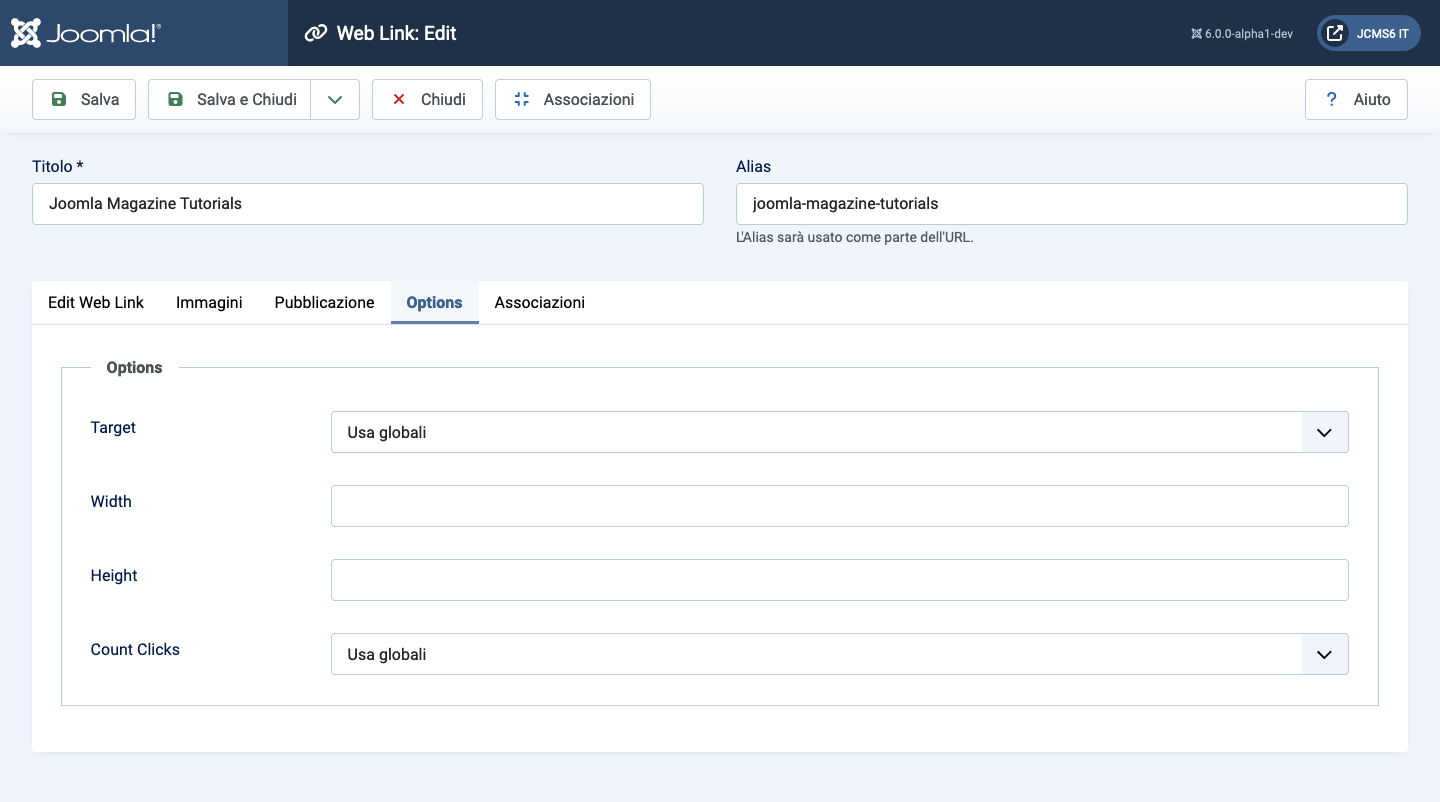 Joomla!®
Web Link: Edit
6.0.0-alpha1-dev
JCMS6 IT
Salva
Salva e Chiudi
Chiudi
Associazioni
? Aiuto
Titolo *
Alias
Joomla Magazine Tutorials
joomla-magazine-tutorials
L'Alias sarà usato come parte dell'URL.
Edit Web Link
Immagini
Pubblicazione
Options
Associazioni
Options
Target
Usa globali
Width
Height
Count Clicks
Usa globali